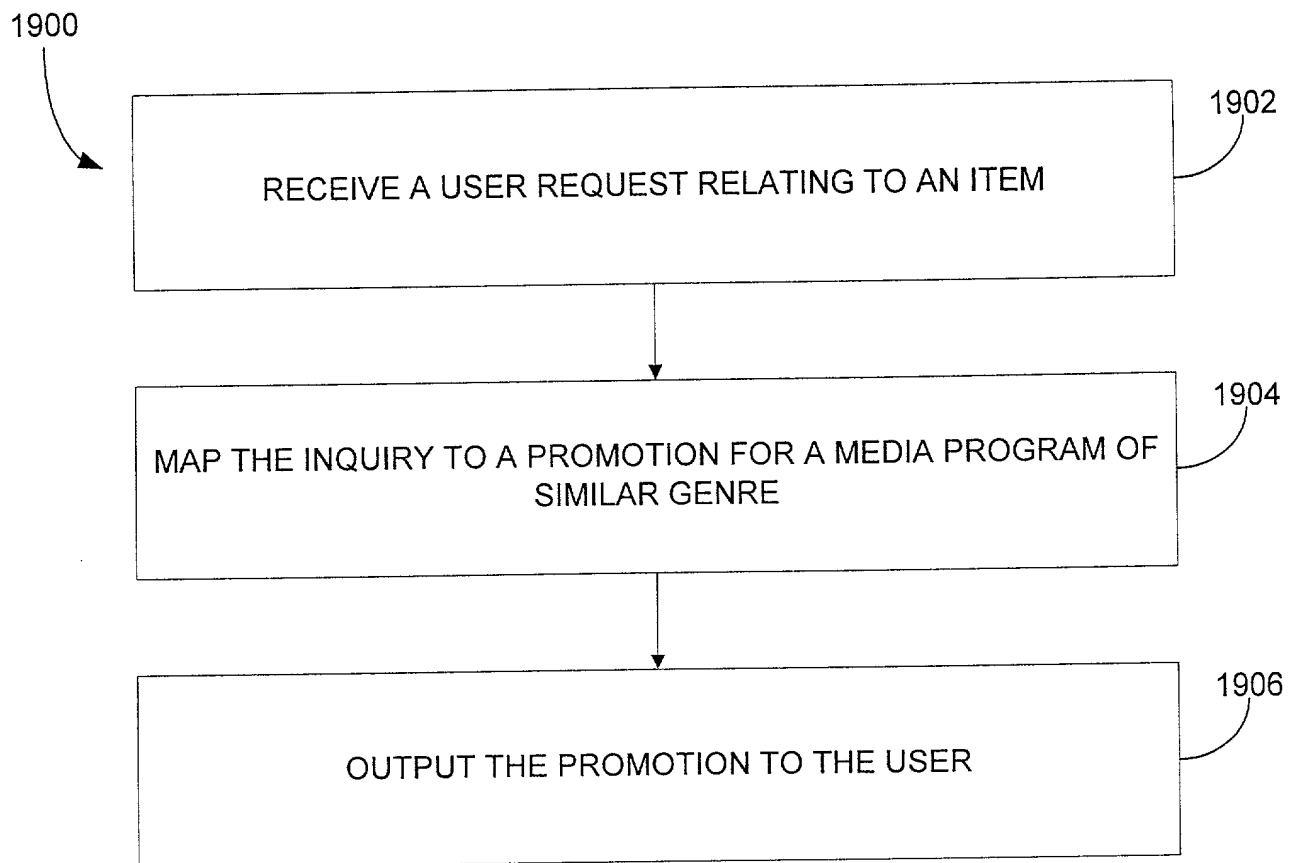 1900
1902
RECEIVE A USER REQUEST RELATING TO AN ITEM
1904
MAP THE INQUIRY TO A PROMOTION FOR A MEDIA PROGRAM OF
SIMILAR GENRE
1906
OUTPUT THE PROMOTION TO THE USER